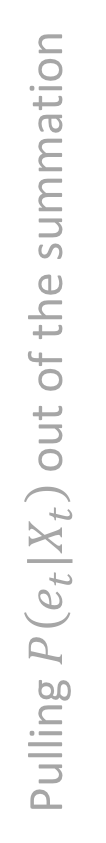 Pulling P(e_t|X_t) out of the summation